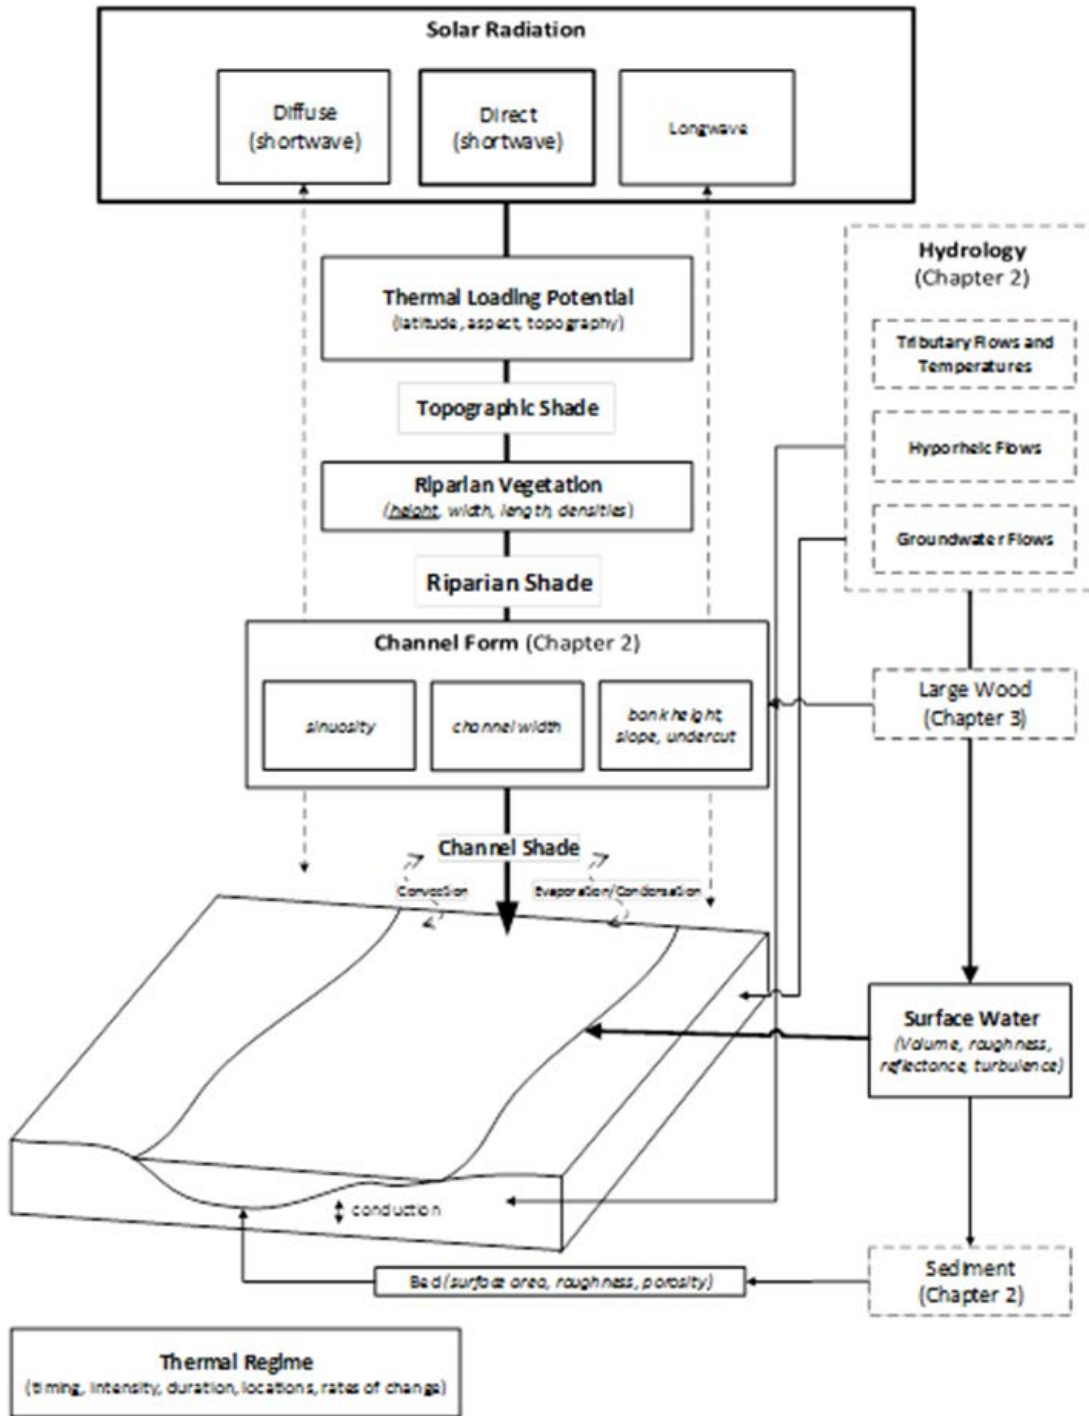 Solar Radiation
Diffuse
(shortwave)
Direct
(shortwave)
Longwave
Hydrology
(Chapter 2)
Tributary Flows and
Temperatures
Hyporheic Flows
Groundwater Flows
Thermal Loading Potential
(latitude, aspect, topography)
Topographic Shade
Riparian Vegetation
(height, width, length, densities)
Riparian Shade
Channel Form (Chapter 2)
sinuosity
channel width
bank height,
slope, undercut
Large Wood
(Chapter 3)
Channel Shade
Convection
Evaporation/Condensation
Surface Water
(Volume, roughness,
reflectance, turbulence)
conduction
Bed (surface area, roughness, porosity)
Sediment
(Chapter 2)
Thermal Regime
(timing, intensity, duration, locations, rates of change)